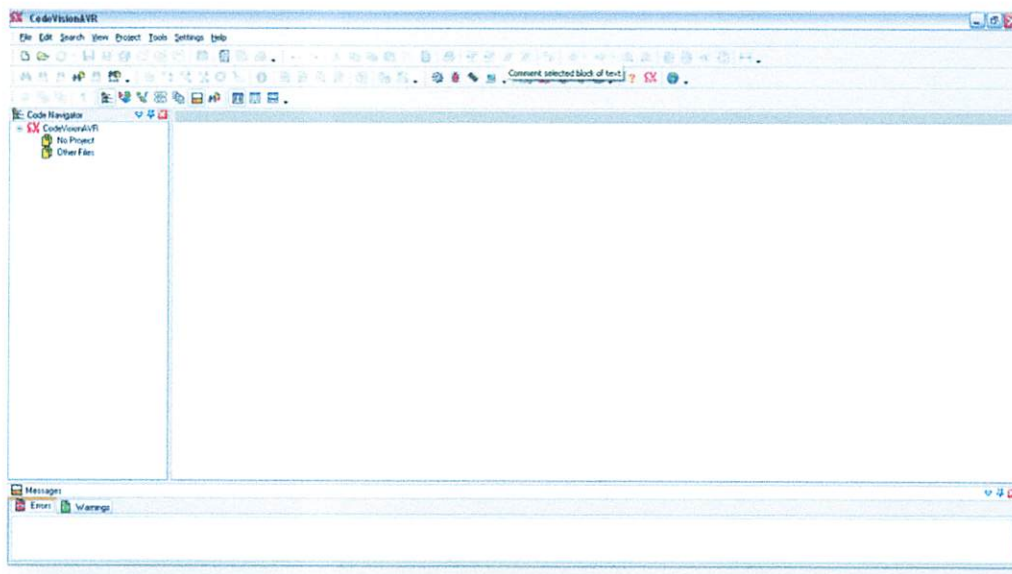 CodeVisionAVR
File Edit Search View Project Tools Settings Help
Comment selected block of text
Code Navigator
CodeVisionAVR
No Project
Other Files
Messages
Errors Warnings